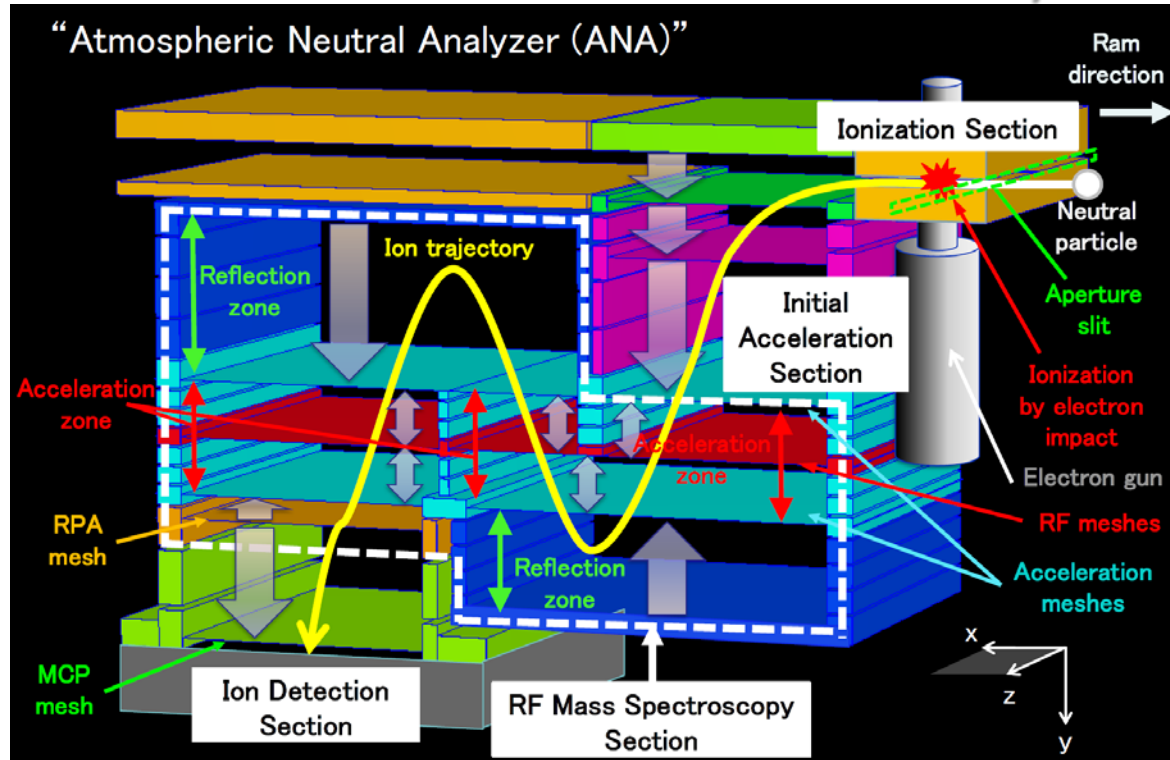 “Atmospheric Neutral Analyzer (ANA)”
Ram
direction
Ionization Section
Neutral
particle
Ion trajectory
Reflection
zone
Aperture
slit
Initial
Acceleration
Section
Acceleration
zone
Ionization
by electron
impact
Acceleration
zone
Electron gun
RPA
mesh
RF meshes
Reflection
zone
Acceleration
meshes
MCP
mesh
Ion Detection
Section
RF Mass Spectroscopy
Section
x
z
y